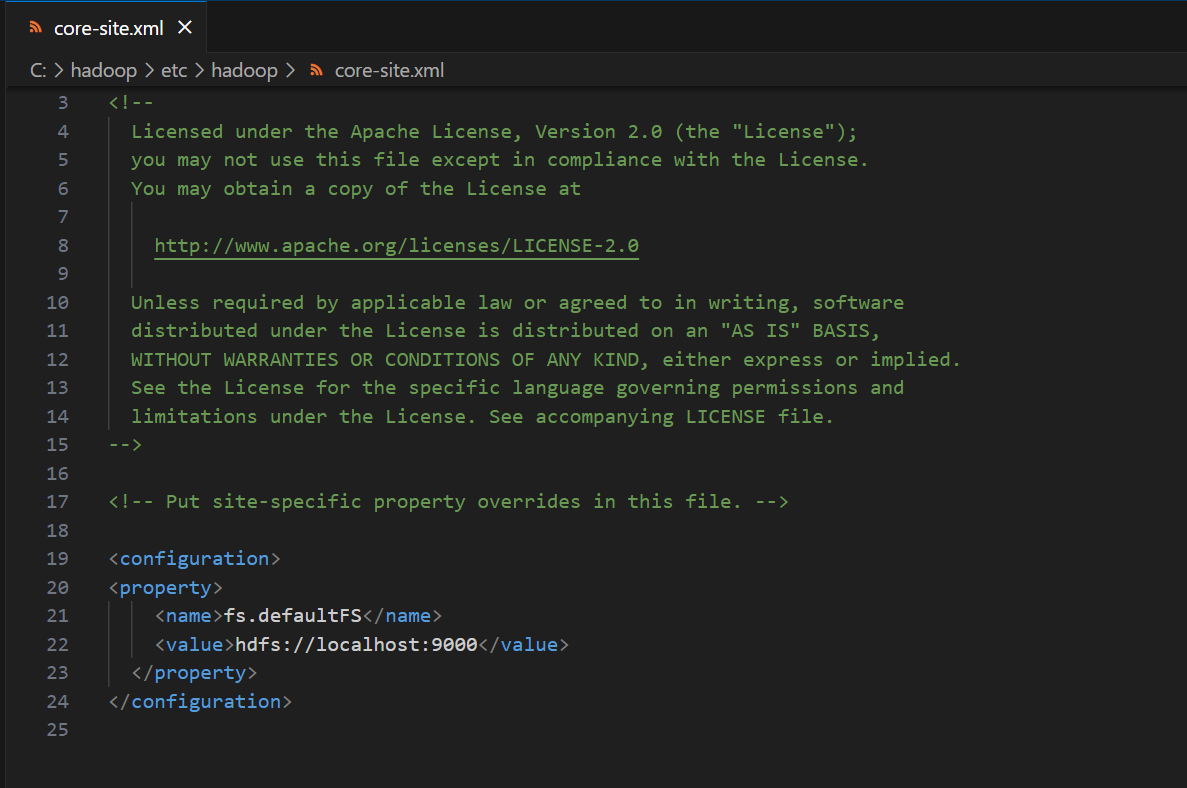 core-site.xml
C: > hadoop > etc > hadoop > core-site.xml
3 <!--
4 Licensed under the Apache License, Version 2.0 (the "License");
5 you may not use this file except in compliance with the License.
6 You may obtain a copy of the License at
7
8 http://www.apache.org/licenses/LICENSE-2.0
9
10 Unless required by applicable law or agreed to in writing, software
11 distributed under the License is distributed on an "AS IS" BASIS,
12 WITHOUT WARRANTIES OR CONDITIONS OF ANY KIND, either express or implied.
13 See the License for the specific language governing permissions and
14 limitations under the License. See accompanying LICENSE file.
15 -->
16
17 <!-- Put site-specific property overrides in this file. -->
18
19 <configuration>
20 <property>
21 <name>fs.defaultFS</name>
22 <value>hdfs://localhost:9000</value>
23 </property>
24 </configuration>
25